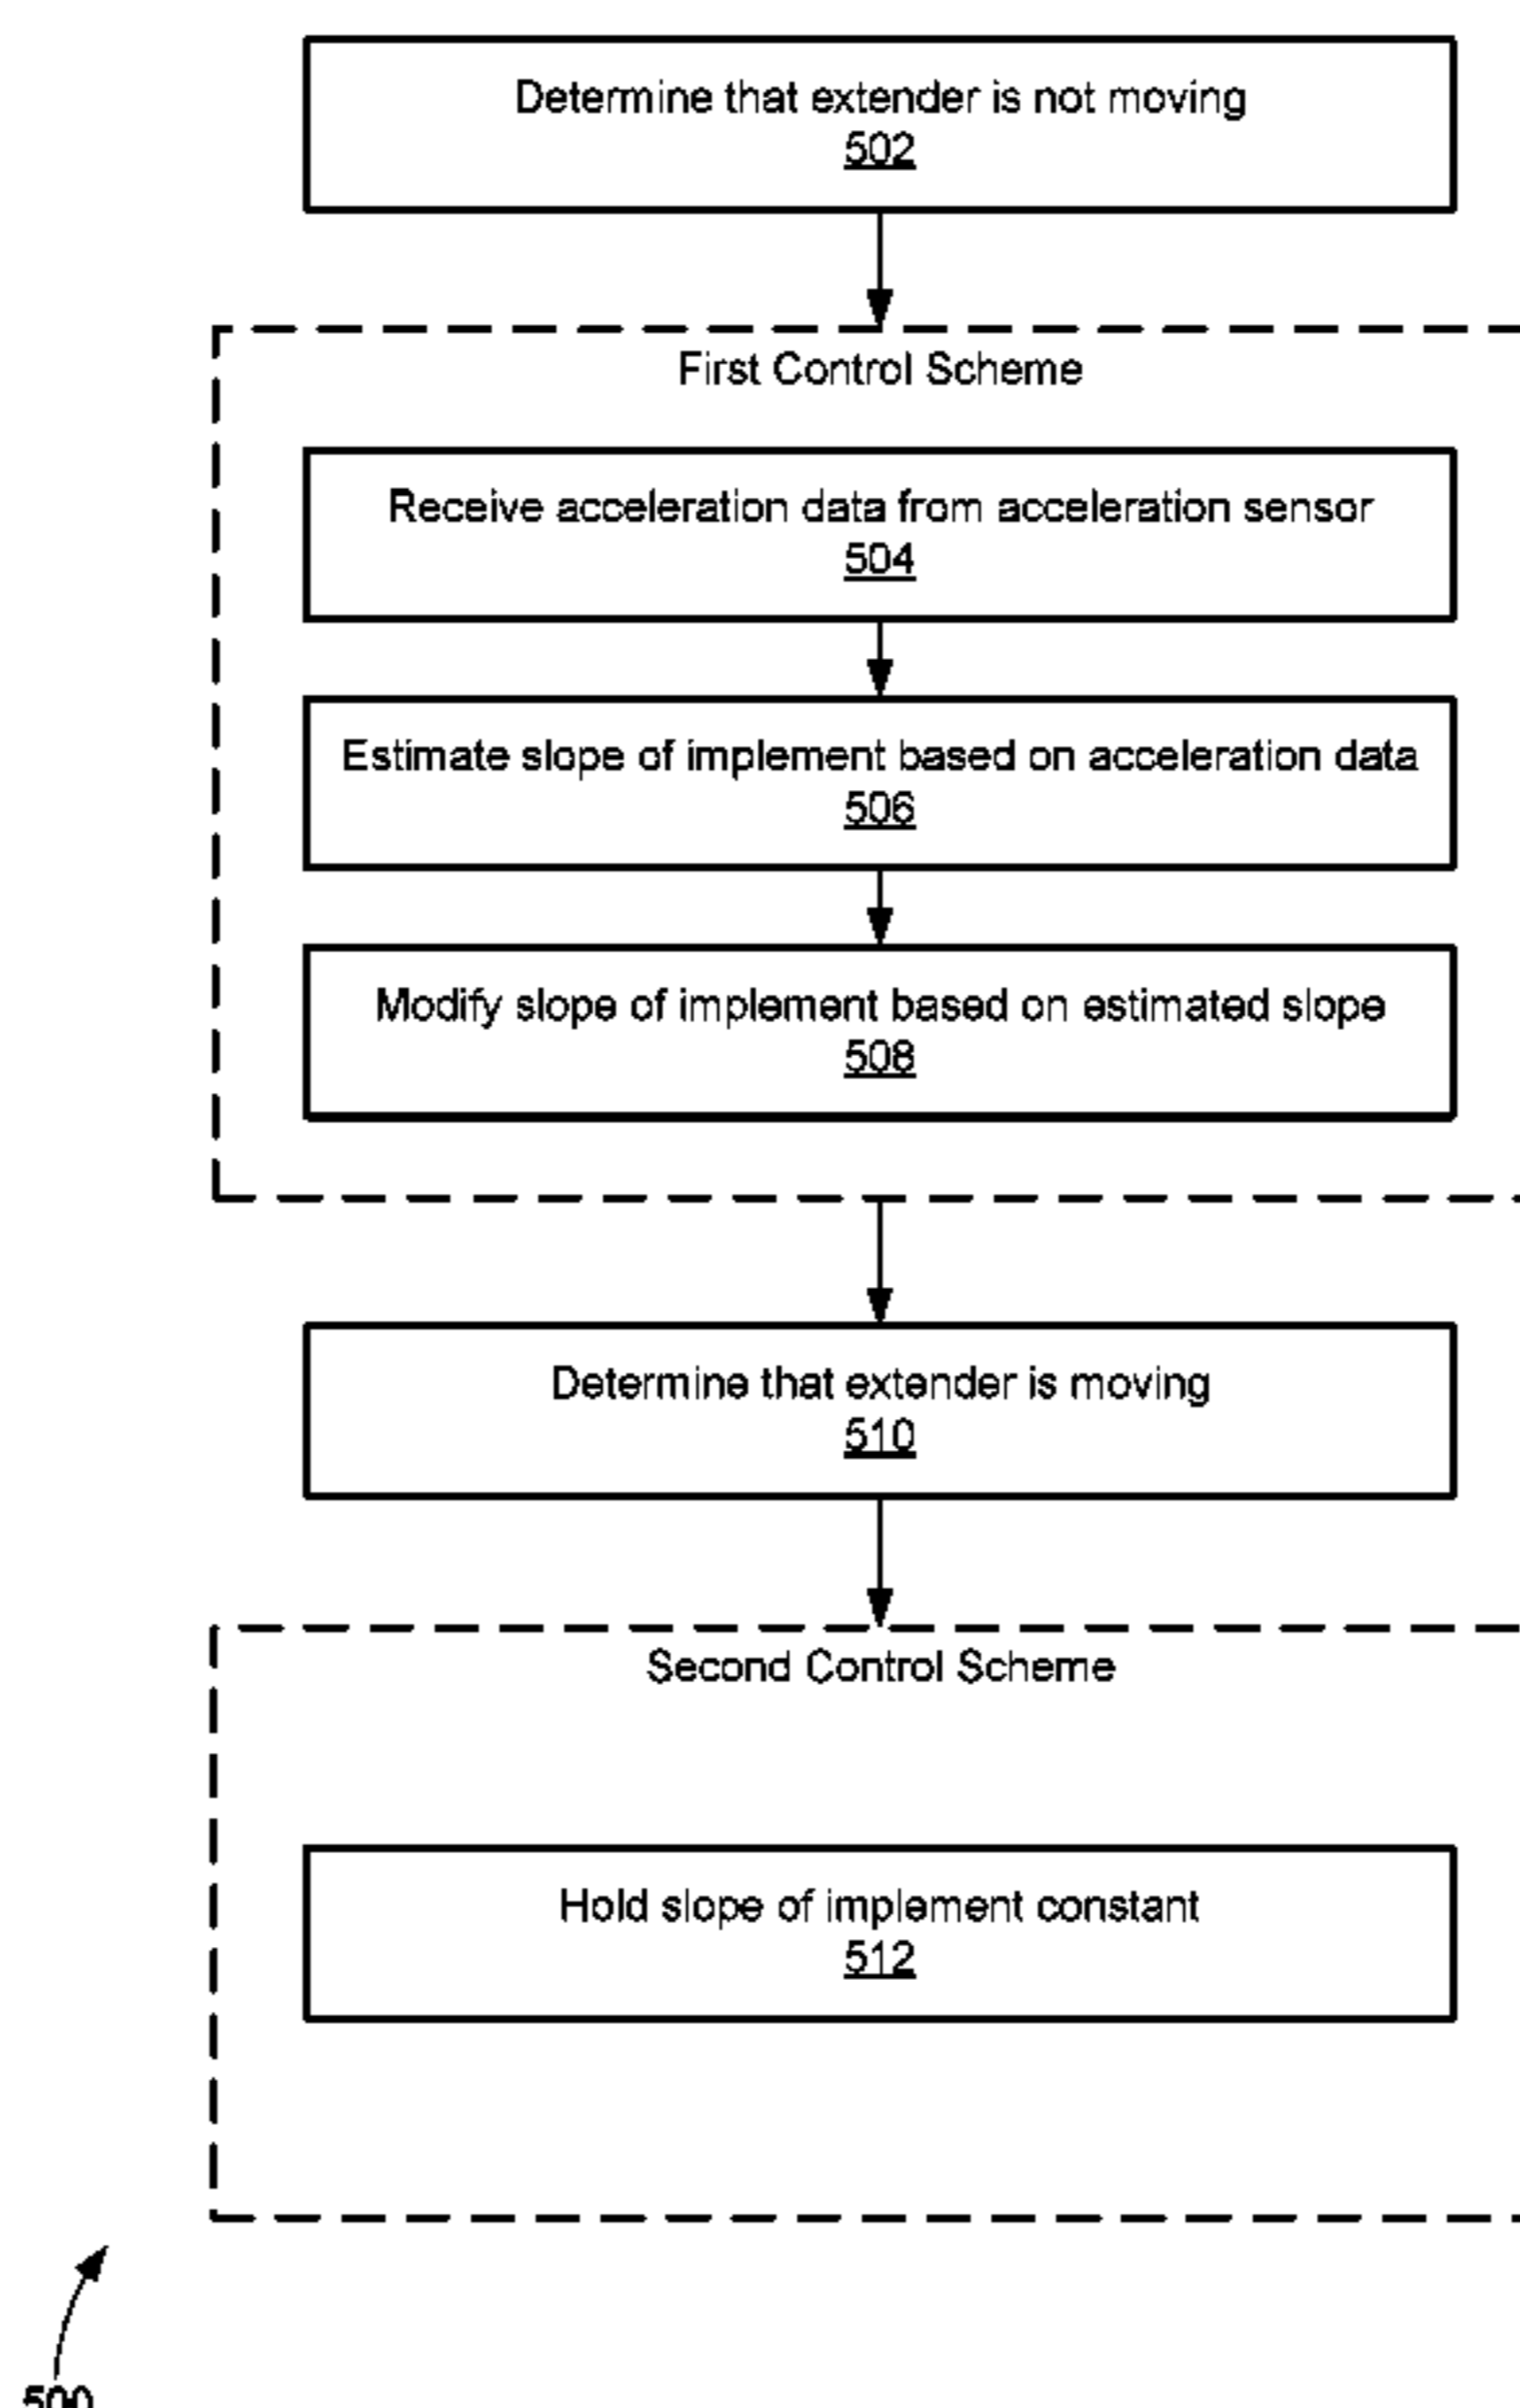 Determine that extender is not moving
502
First Control Scheme
Receive acceleration data from acceleration sensor
504
Estimate slope of implement based on acceleration data
506
Modify slope of implement based on estimated slope
508
Determine that extender is moving
510
Second Control Scheme
Hold slope of implement constant
512
500